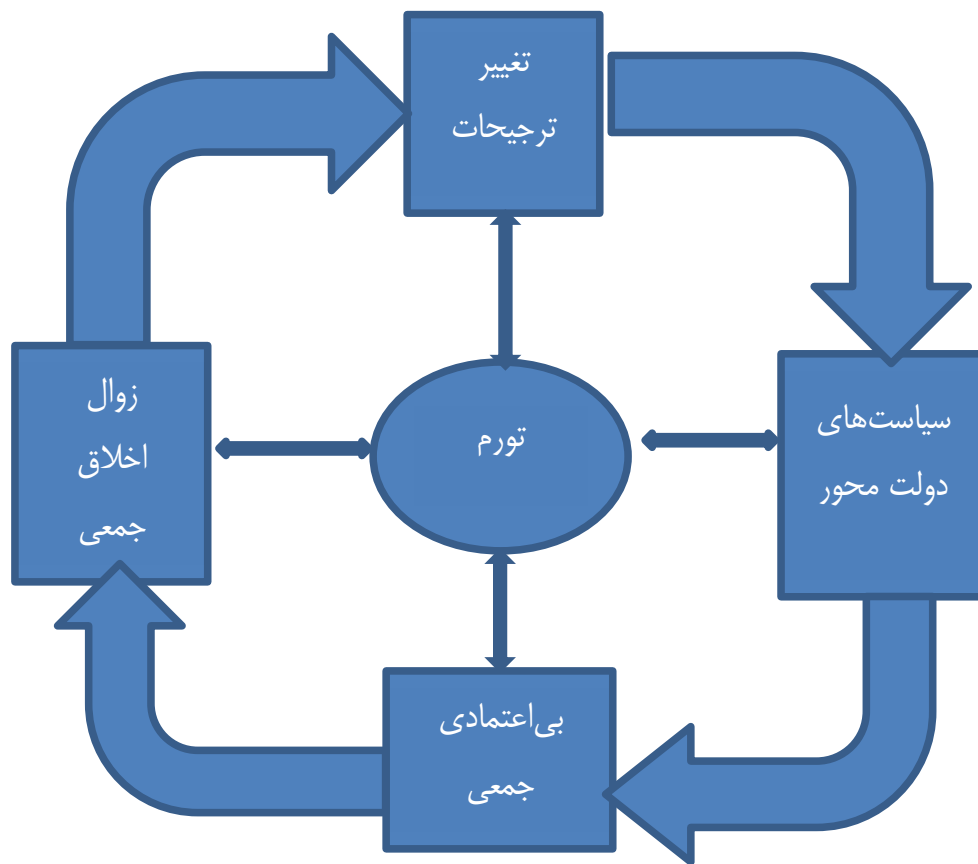 تغییر
ترجیحات
سیاست‌های
دولت محور
تورم
زوال
اخلاق
جمعی
بی‌اعتمادی
جمعی